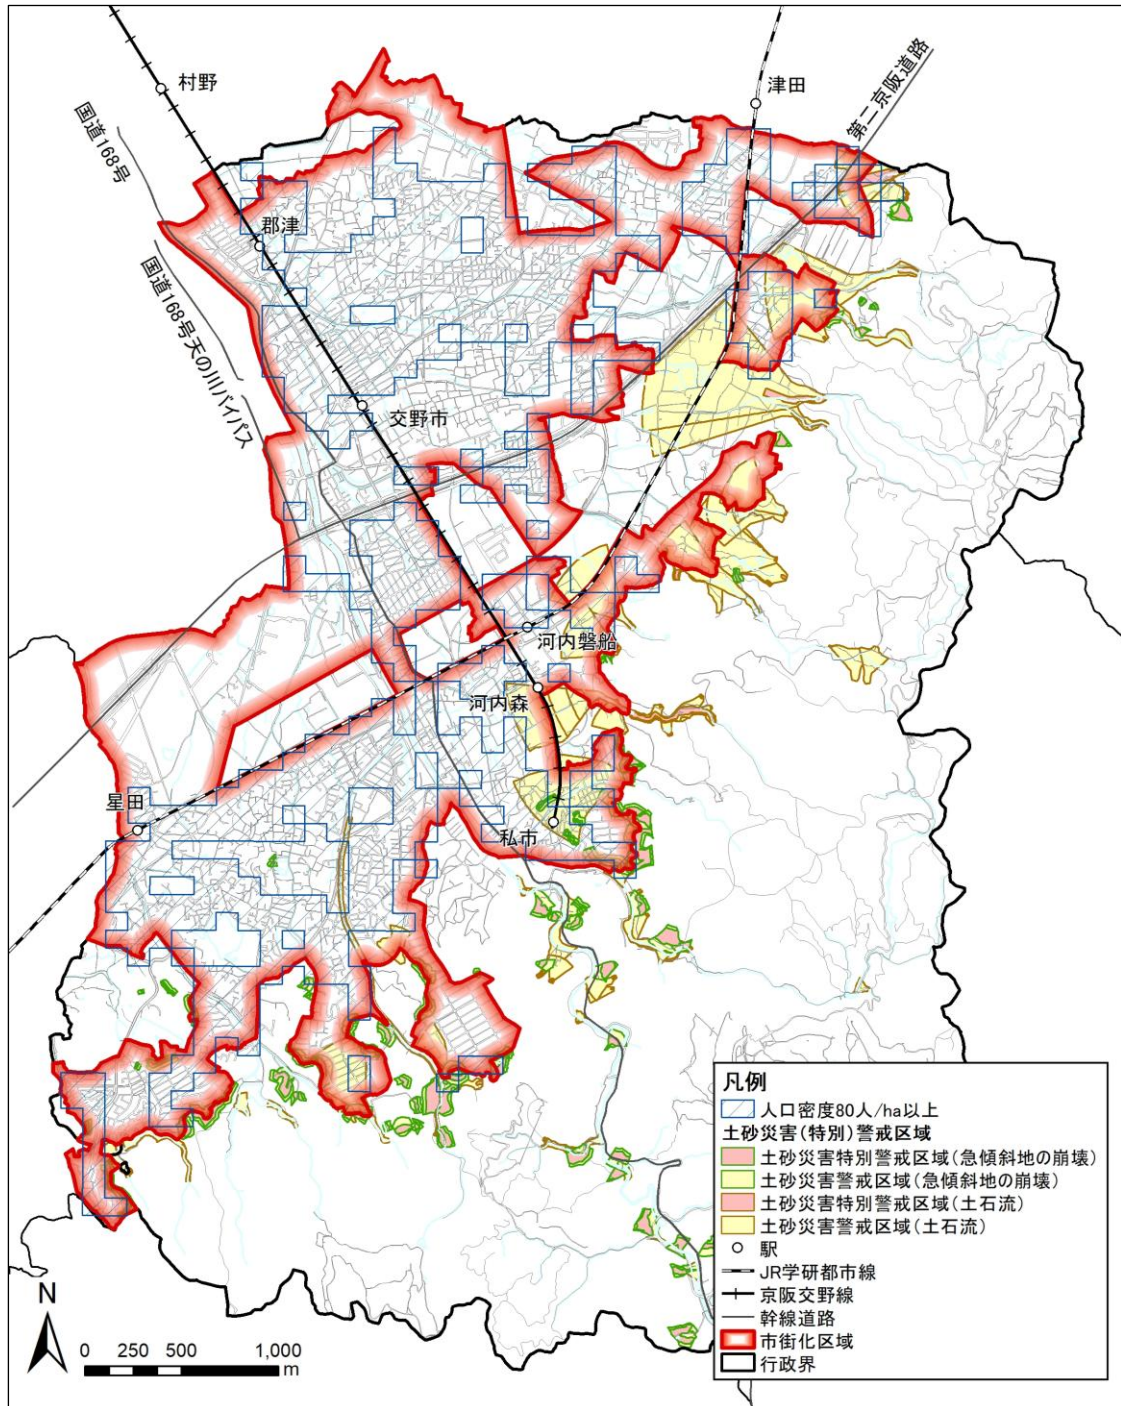 村野
津田
第二京阪道路
国道168号
郡津
国道168号天の川バイパス
交野市
河内磐船
河内森
星田
私市
凡例
人口密度80人/ha以上
土砂災害(特別)警戒区域
土砂災害特別警戒区域(急傾斜地の崩壊)
土砂災害警戒区域(急傾斜地の崩壊)
土砂災害特別警戒区域(土石流)
土砂災害警戒区域(土石流)
駅
JR学研都市線
京阪交野線
幹線道路
市街化区域
行政界
N
0 250 500 1,000
m